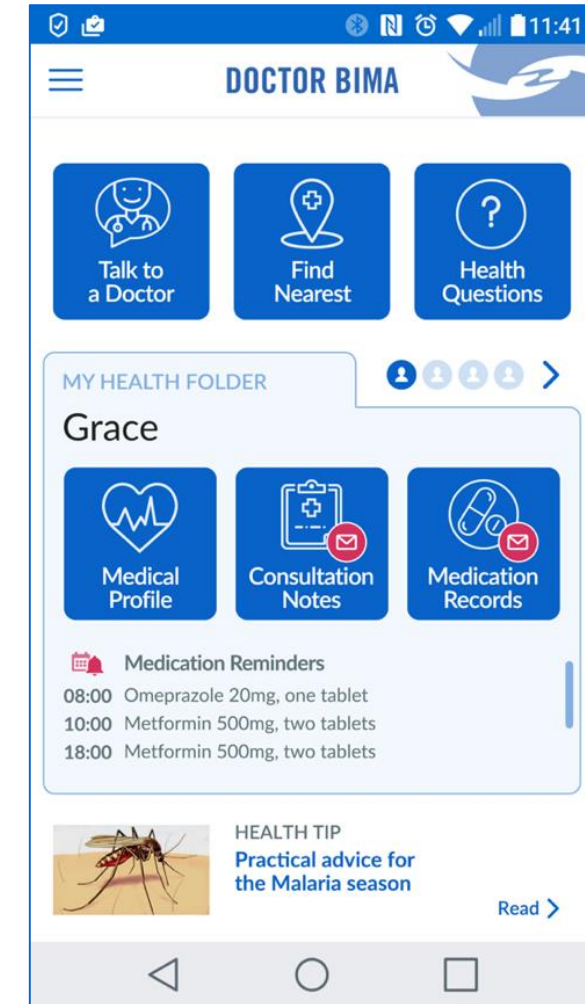 11:41
DOCTOR BIMA
Talk to
a Doctor
Find
Nearest
?
Health
Questions
MY HEALTH FOLDER
Grace
Medical
Profile
Consultation
Notes
Medication
Records
Medication Reminders
08:00 Omeprazole 20mg, one tablet
10:00 Metformin 500mg, two tablets
18:00 Metformin 500mg, two tablets
HEALTH TIP
Practical advice for
the Malaria season
Read